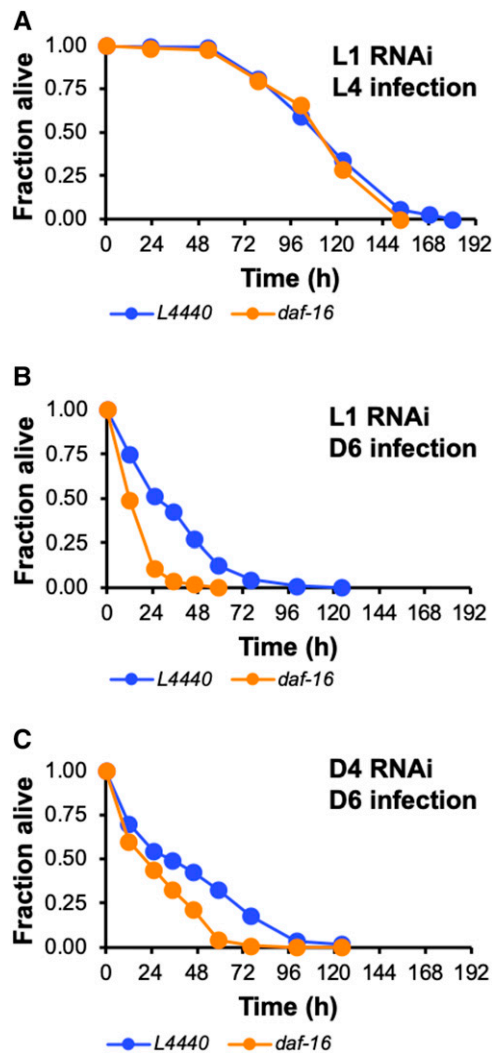 A
L1 RNAi
L4 infection
Fraction alive
1.00
0.75
0.50
0.25
0.00
0 24 48 72 96 120 144 168 192
Time (h)
L4440 daf-16
B
L1 RNAi
D6 infection
Fraction alive
1.00
0.75
0.50
0.25
0.00
0 24 48 72 96 120 144 168 192
Time (h)
L4440 daf-16
C
D4 RNAi
D6 infection
Fraction alive
1.00
0.75
0.50
0.25
0.00
0 24 48 72 96 120 144 168 192
Time (h)
L4440 daf-16